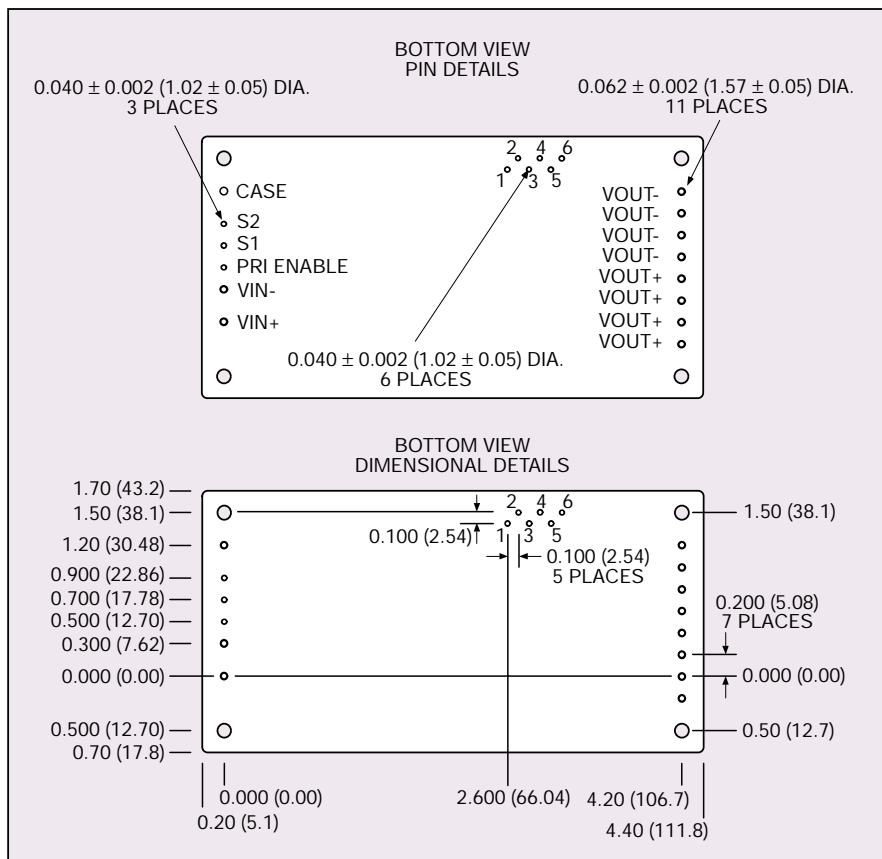 BOTTOM VIEW
PIN DETAILS
0.040 ± 0.002 (1.02 ± 0.05) DIA.
3 PLACES
0.062 ± 0.002 (1.57 ± 0.05) DIA.
11 PLACES
2 4 6
1 3 5
CASE
S2
S1
PRI ENABLE
VIN-
VIN+
VOUT-
VOUT-
VOUT-
VOUT-
VOUT+
VOUT+
VOUT+
VOUT+
0.040 ± 0.002 (1.02 ± 0.05) DIA.
6 PLACES
BOTTOM VIEW
DIMENSIONAL DETAILS
1.70 (43.2)
1.50 (38.1)
1.20 (30.48)
0.900 (22.86)
0.700 (17.78)
0.500 (12.70)
0.300 (7.62)
0.000 (0.00)
0.500 (12.70)
0.70 (17.8)
2 4 6
1 3 5
0.100 (2.54)
0.100 (2.54)
5 PLACES
1.50 (38.1)
0.200 (5.08)
7 PLACES
0.000 (0.00)
0.50 (12.7)
0.000 (0.00)
0.20 (5.1)
2.600 (66.04)
4.20 (106.7)
4.40 (111.8)